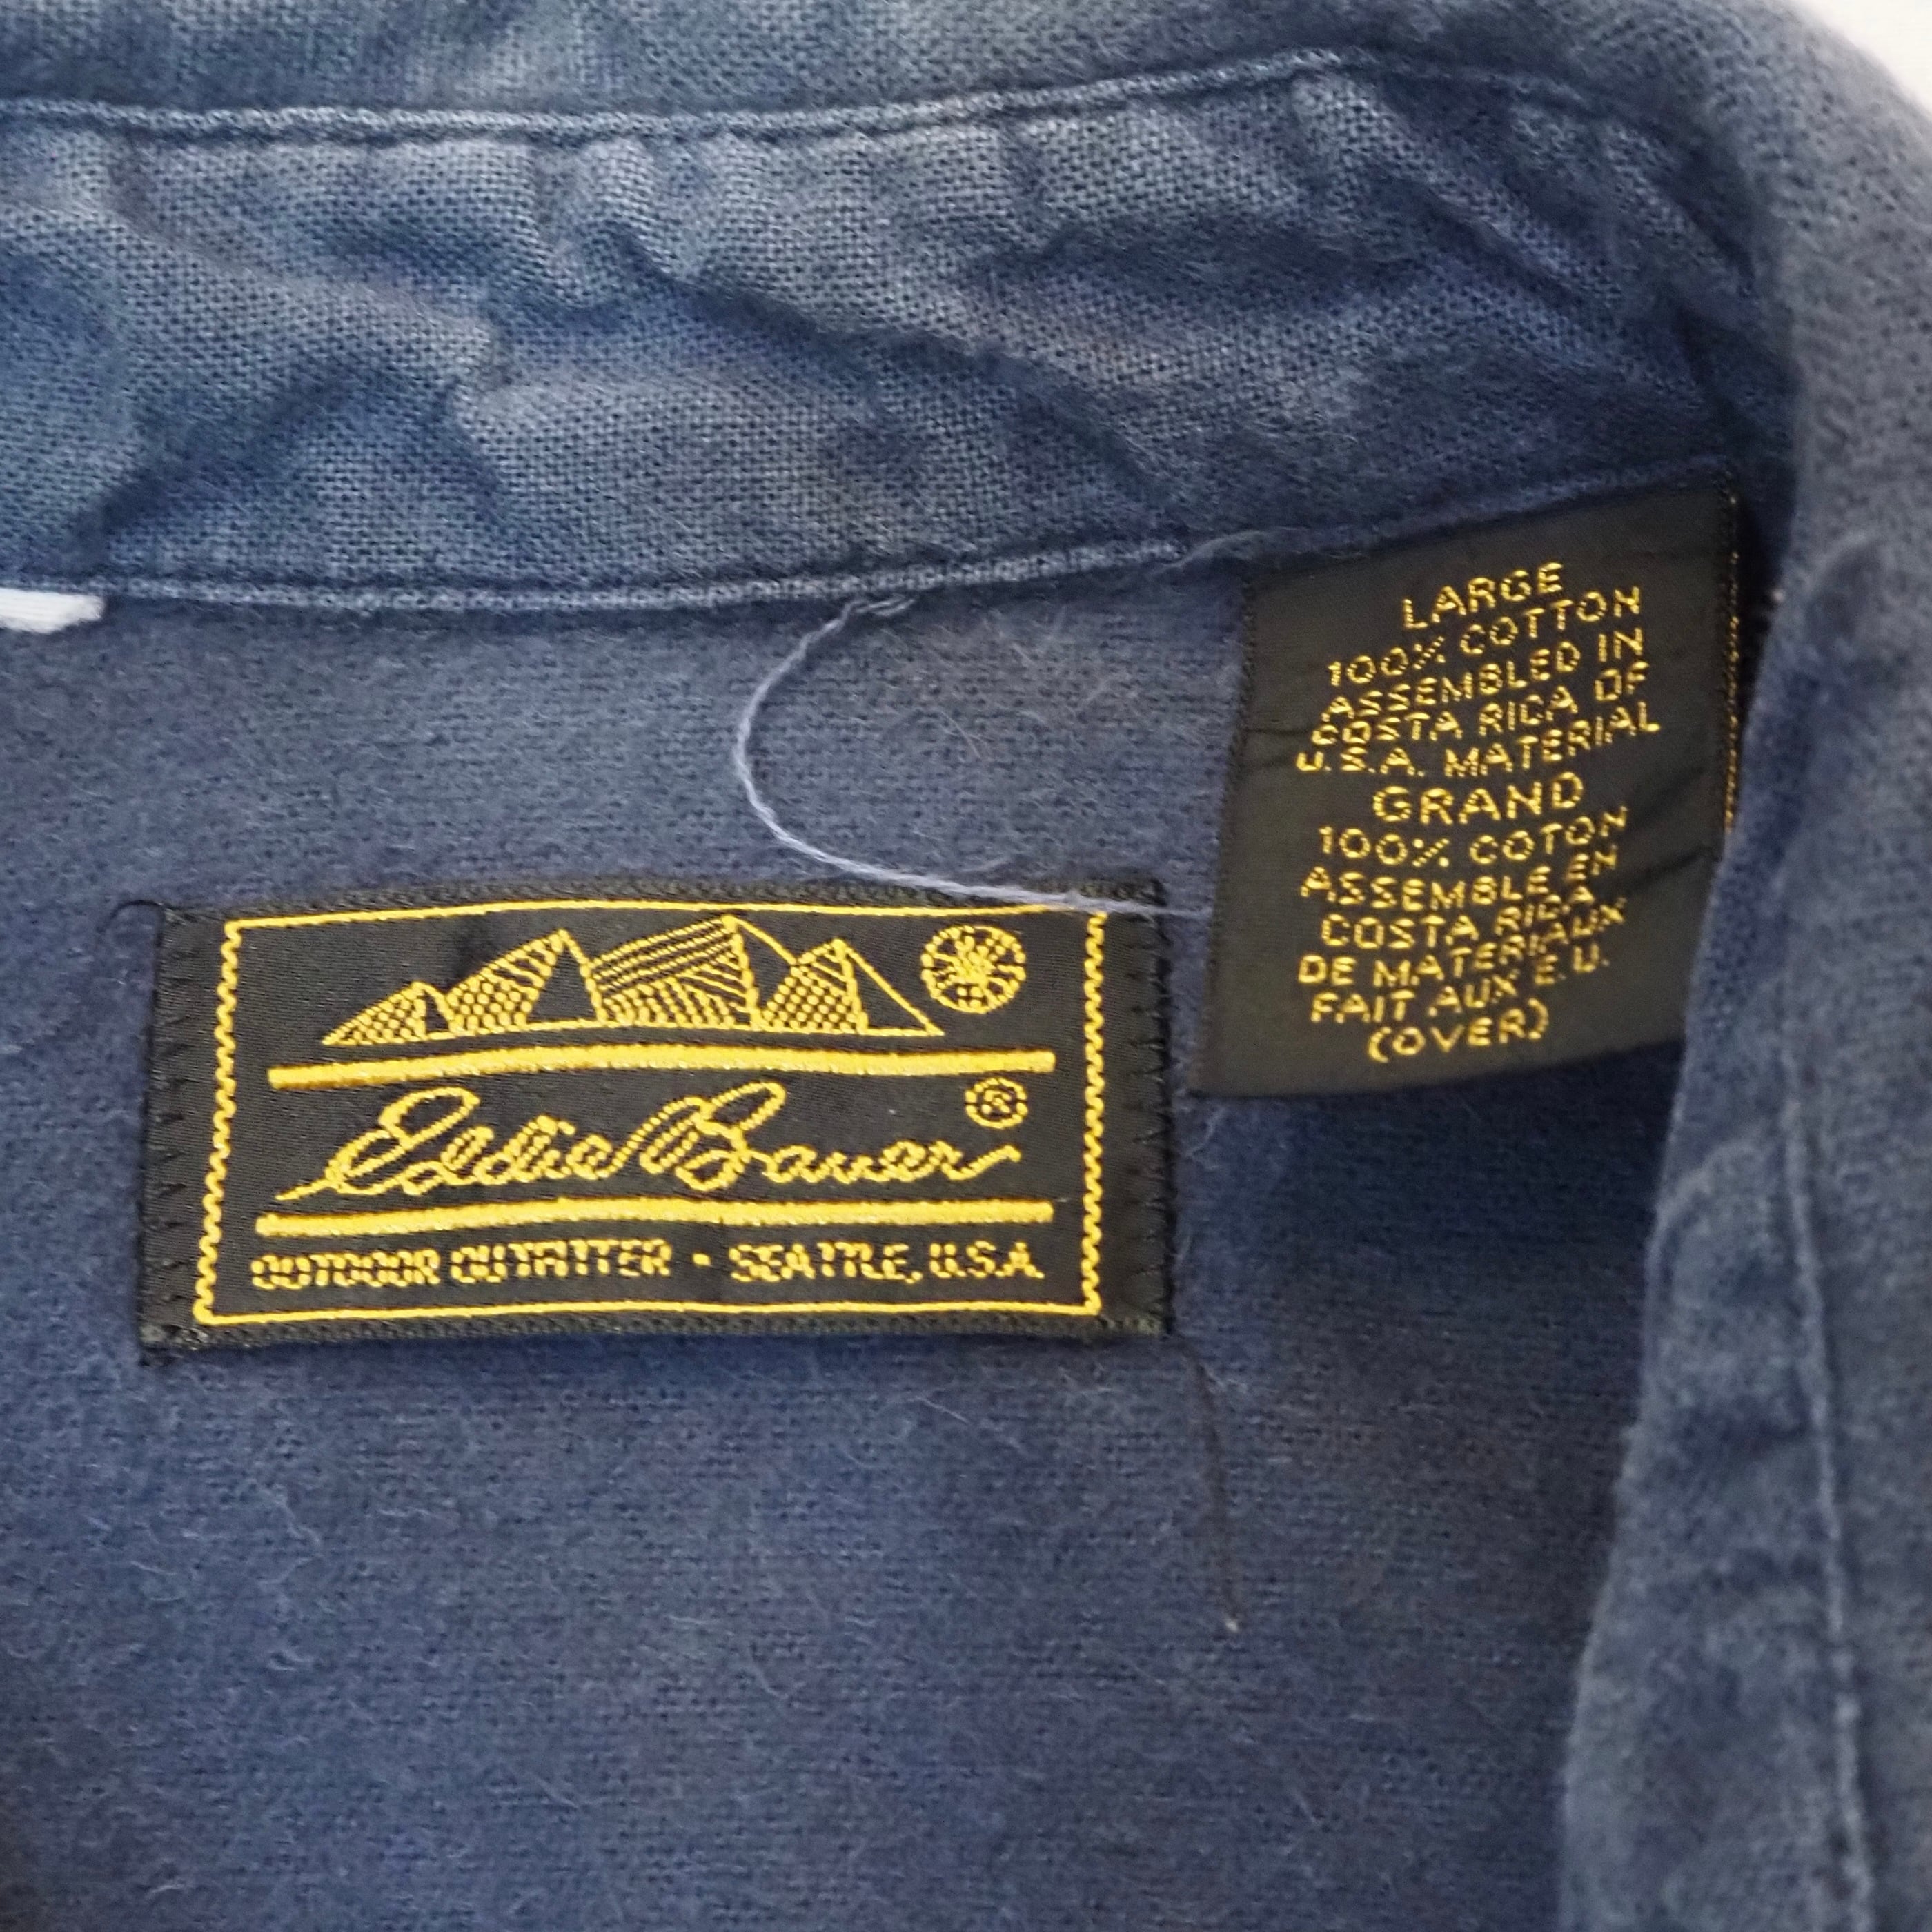 LARGE
100% COTTON
ASSEMBLED IN
COSTA RICA OF
U.S.A. MATERIAL
GRAND
100% COTON
ASSEMBLE EN
COSTA RICA
DE MATERIAUX
FAIT AUX E.U.
(OVER)
Eddie Bauer ®
OUTDOOR OUTFITTER · SEATTLE, U.S.A.